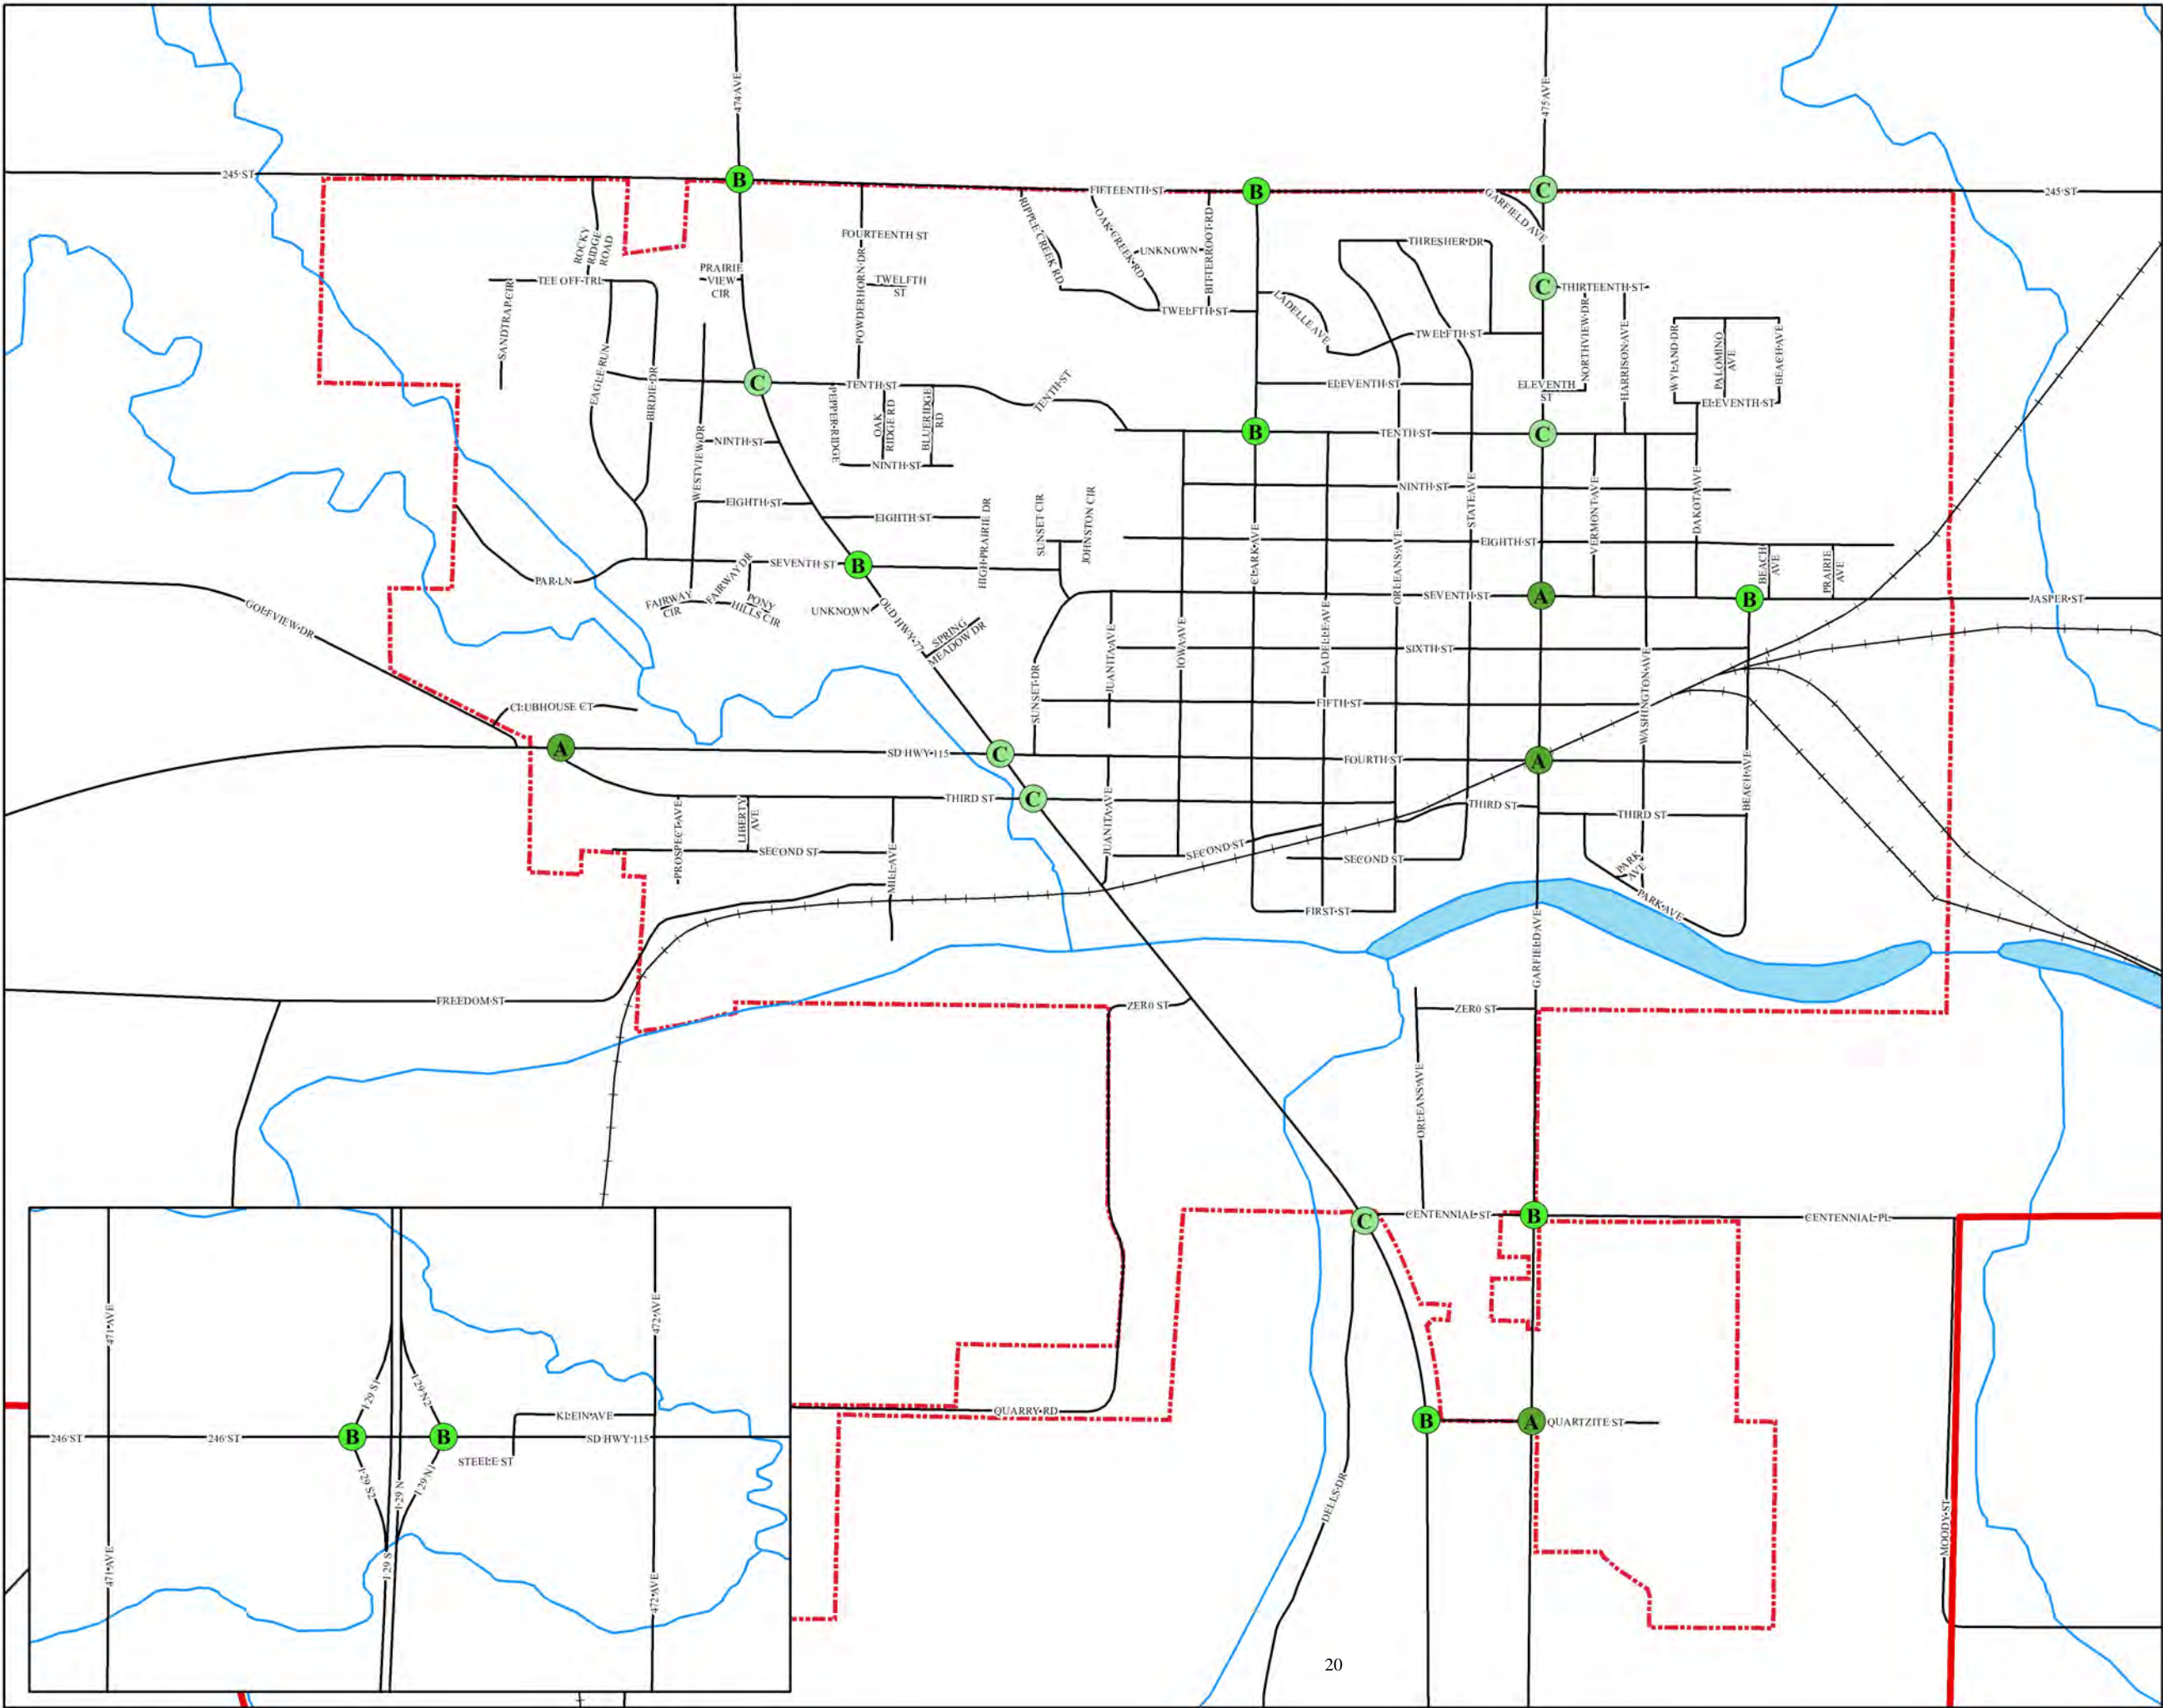 474 AVE
475 AVE
245 ST
B
FIFTEENTH ST
B
C
245 ST
GARFIELD AVE
ROCKY
RIDGE
ROAD
FOURTEENTH ST
RIPPLE CREEK RD
OAK CREEK RD
UNKNOWN
BITTERROOT RD
THRESHER DR
SANDTRAP CIR
TEE OFF TRL
PRAIRIE
VIEW
CIR
POWDERHORN DR
TWELFTH
ST
TWELFTH ST
LADELLE AVE
TWELFTH ST
C
THIRTEENTH ST
NORTHVIEW DR
HARRISON AVE
WYLAND DR
PALOMINO
AVE
BEACH AVE
EAGLE RUN
BIRDIE DR
C
TENTH ST
TENTH ST
ELEVENTH ST
ELEVENTH
ST
ELEVENTH ST
PEPPER RIDGE
OAK
RIDGE RD
BLUERIDGE
RD
WESTVIEW DR
NINTH ST
NINTH ST
B
TENTH ST
C
EIGHTH ST
EIGHTH ST
HIGH PRAIRIE DR
SUNSET CIR
JOHNSTON CIR
NINTH ST
STATE AVE
VERMONT AVE
DAKOTA AVE
CLARK AVE
ORLEANS AVE
EIGHTH ST
BEACH
AVE
PRAIRIE
AVE
PAR LN
FAIRWAY DR
SEVENTH ST
B
FAIRWAY
CIR
PONY
HILLS CIR
UNKNOWN
OLD HWY 77
SPRING
MEADOW DR
SEVENTH ST
A
B
JASPER ST
GOLFVIEW DR
JUANITA AVE
IOWA AVE
LADELLE AVE
SIXTH ST
WASHINGTON AVE
SUNSET DR
FIFTH ST
CLUBHOUSE CT
A
SD HWY 115
C
FOURTH ST
A
BEACH AVE
THIRD ST
C
THIRD ST
THIRD ST
PROSPECT AVE
LIBERTY
AVE
JUANITA AVE
SECOND ST
MILL AVE
SECOND ST
SECOND ST
PARK
AVE
PARK AVE
FIRST ST
GARFIELD AVE
FREEDOM ST
ZERO ST
ZERO ST
ORLEANS AVE
C
CENTENNIAL ST
B
CENTENNIAL PL
471 AVE
472 AVE
I 29 S1
I 29 N2
KLEIN AVE
QUARRY RD
B
A
QUARTZITE ST
246 ST
246 ST
B
B
SD HWY 115
STEELE ST
I 29 S2
I 29 N
I 29 N1
DELLS DR
MOODY ST
471 AVE
I 29 S
472 AVE
20